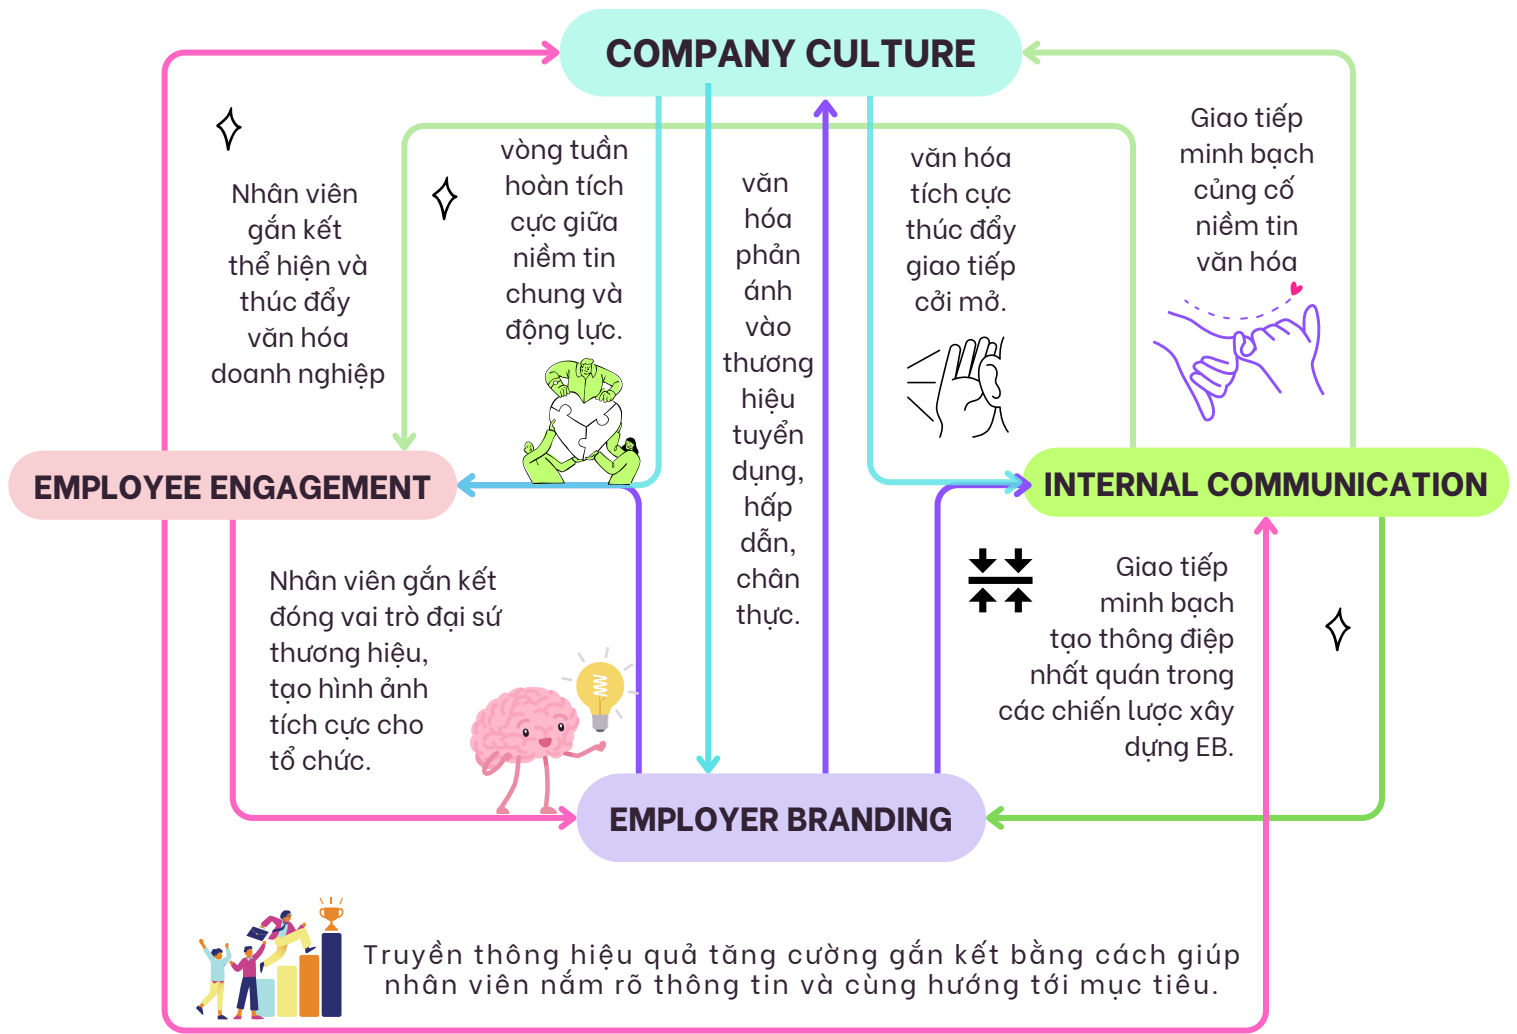 COMPANY CULTURE
Nhân viên
gắn kết
thể hiện và
thúc đẩy
văn hóa
doanh nghiệp
vòng tuần
hoàn tích
cực giữa
niềm tin
chung và
động lực.
văn
hóa
phản
ánh
vào
thương
hiệu
tuyển
dụng,
hấp
dẫn,
chân
thực.
văn hóa
tích cực
thúc đẩy
giao tiếp
cởi mở.
Giao tiếp
minh bạch
củng cố
niềm tin
văn hóa
EMPLOYEE ENGAGEMENT
INTERNAL COMMUNICATION
Nhân viên gắn kết
đóng vai trò đại sứ
thương hiệu,
tạo hình ảnh
tích cực cho
tổ chức.
Giao tiếp
minh bạch
tạo thông điệp
nhất quán trong
các chiến lược xây
dựng EB.
EMPLOYER BRANDING
Truyền thông hiệu quả tăng cường gắn kết bằng cách giúp
nhân viên nắm rõ thông tin và cùng hướng tới mục tiêu.